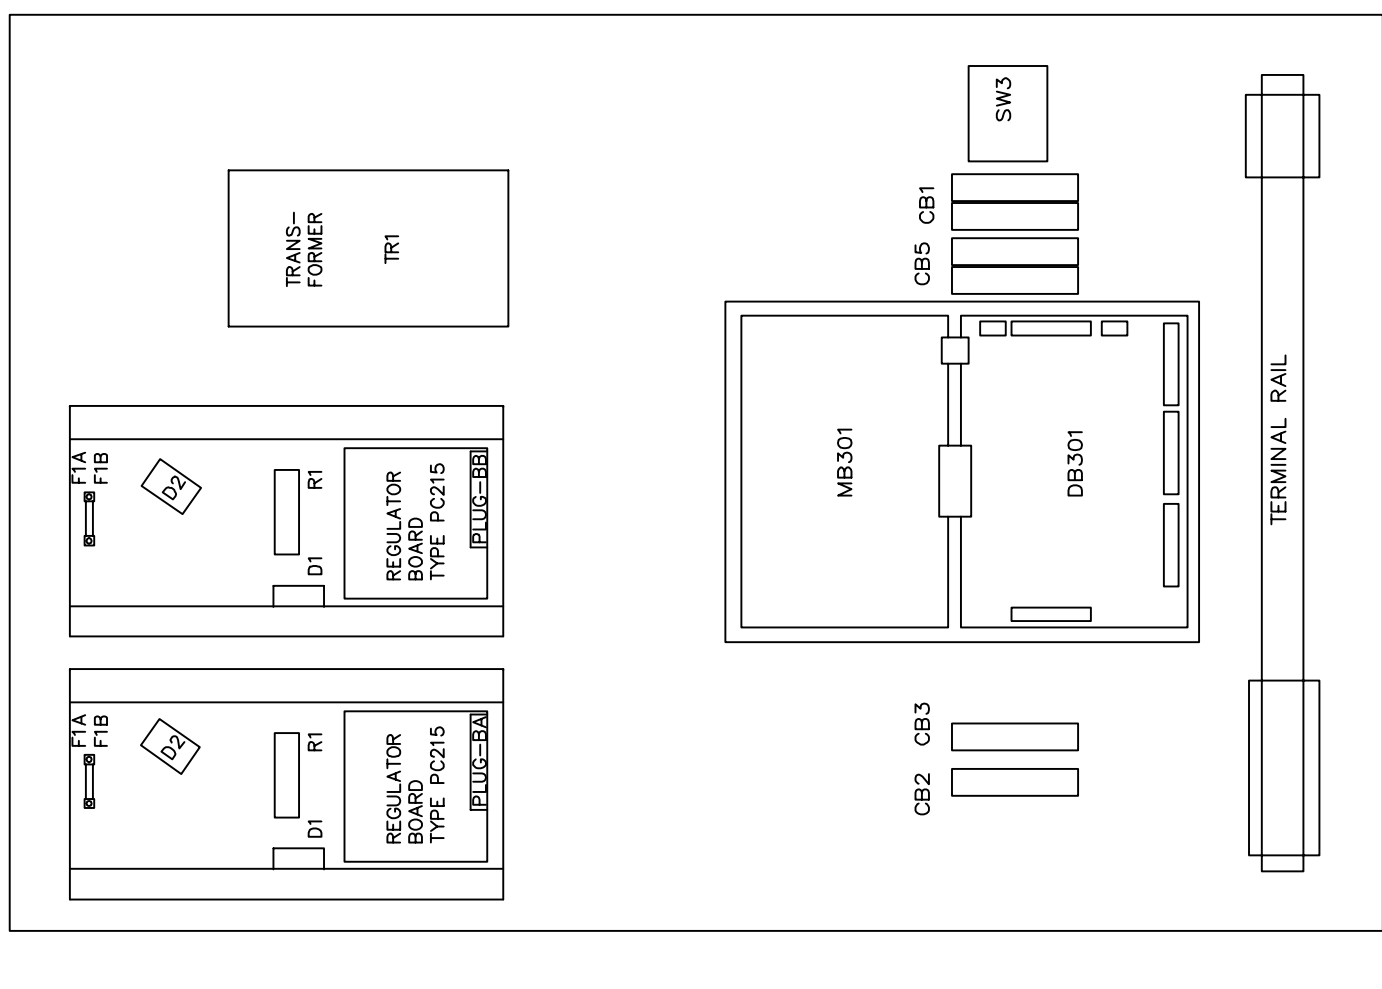 F1A
F1B
D2
D1
R1
REGULATOR
BOARD
TYPE PC215
PLUG-BA
F1A
F1B
D2
D1
R1
REGULATOR
BOARD
TYPE PC215
PLUG-BB
TRANS-
FORMER
TR1
MB301
DB301
CB2
CB3
CB5
CB1
SW3
TERMINAL RAIL